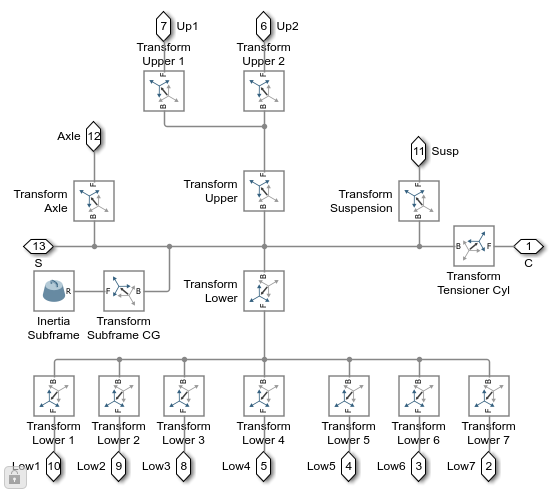 7 Up1
6 Up2
Transform
Upper 1
Transform
Upper 2
F
B
F
B
Axle 12
11 Susp
Transform
Axle
F
B
Transform
Upper
F
B
Transform
Suspension
F
B
13
S
B F
1
C
Transform
Tensioner Cyl
R
F B
Transform
Lower
B
F
Inertia
Subframe
Transform
Subframe CG
B
F
B
F
B
F
B
F
B
F
B
F
B
F
Transform
Lower 1
Transform
Lower 2
Transform
Lower 3
Transform
Lower 4
Transform
Lower 5
Transform
Lower 6
Transform
Lower 7
Low1 10
Low2 9
Low3 8
Low4 5
Low5 4
Low6 3
Low7 2